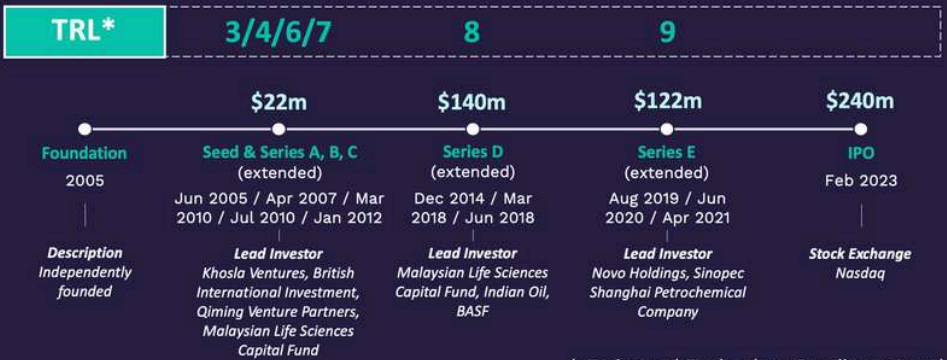 TRL*
3/4/6/7
8
9
$22m
$140m
$122m
$240m
Foundation
2005
Description
Independently
founded
Seed & Series A, B, C
(extended)
Jun 2005 / Apr 2007 / Mar
2010 / Jul 2010 / Jan 2012
Lead Investor
Khosla Ventures, British
International Investment,
Qiming Venture Partners,
Malaysian Life Sciences
Capital Fund
Series D
(extended)
Dec 2014 / Mar
2018 / Jun 2018
Lead Investor
Malaysian Life Sciences
Capital Fund, Indian Oil,
BASF
Series E
(extended)
Aug 2019 / Jun
2020 / Apr 2021
Lead Investor
Novo Holdings, Sinopec
Shanghai Petrochemical
Company
IPO
Feb 2023
Stock Exchange
Nasdaq